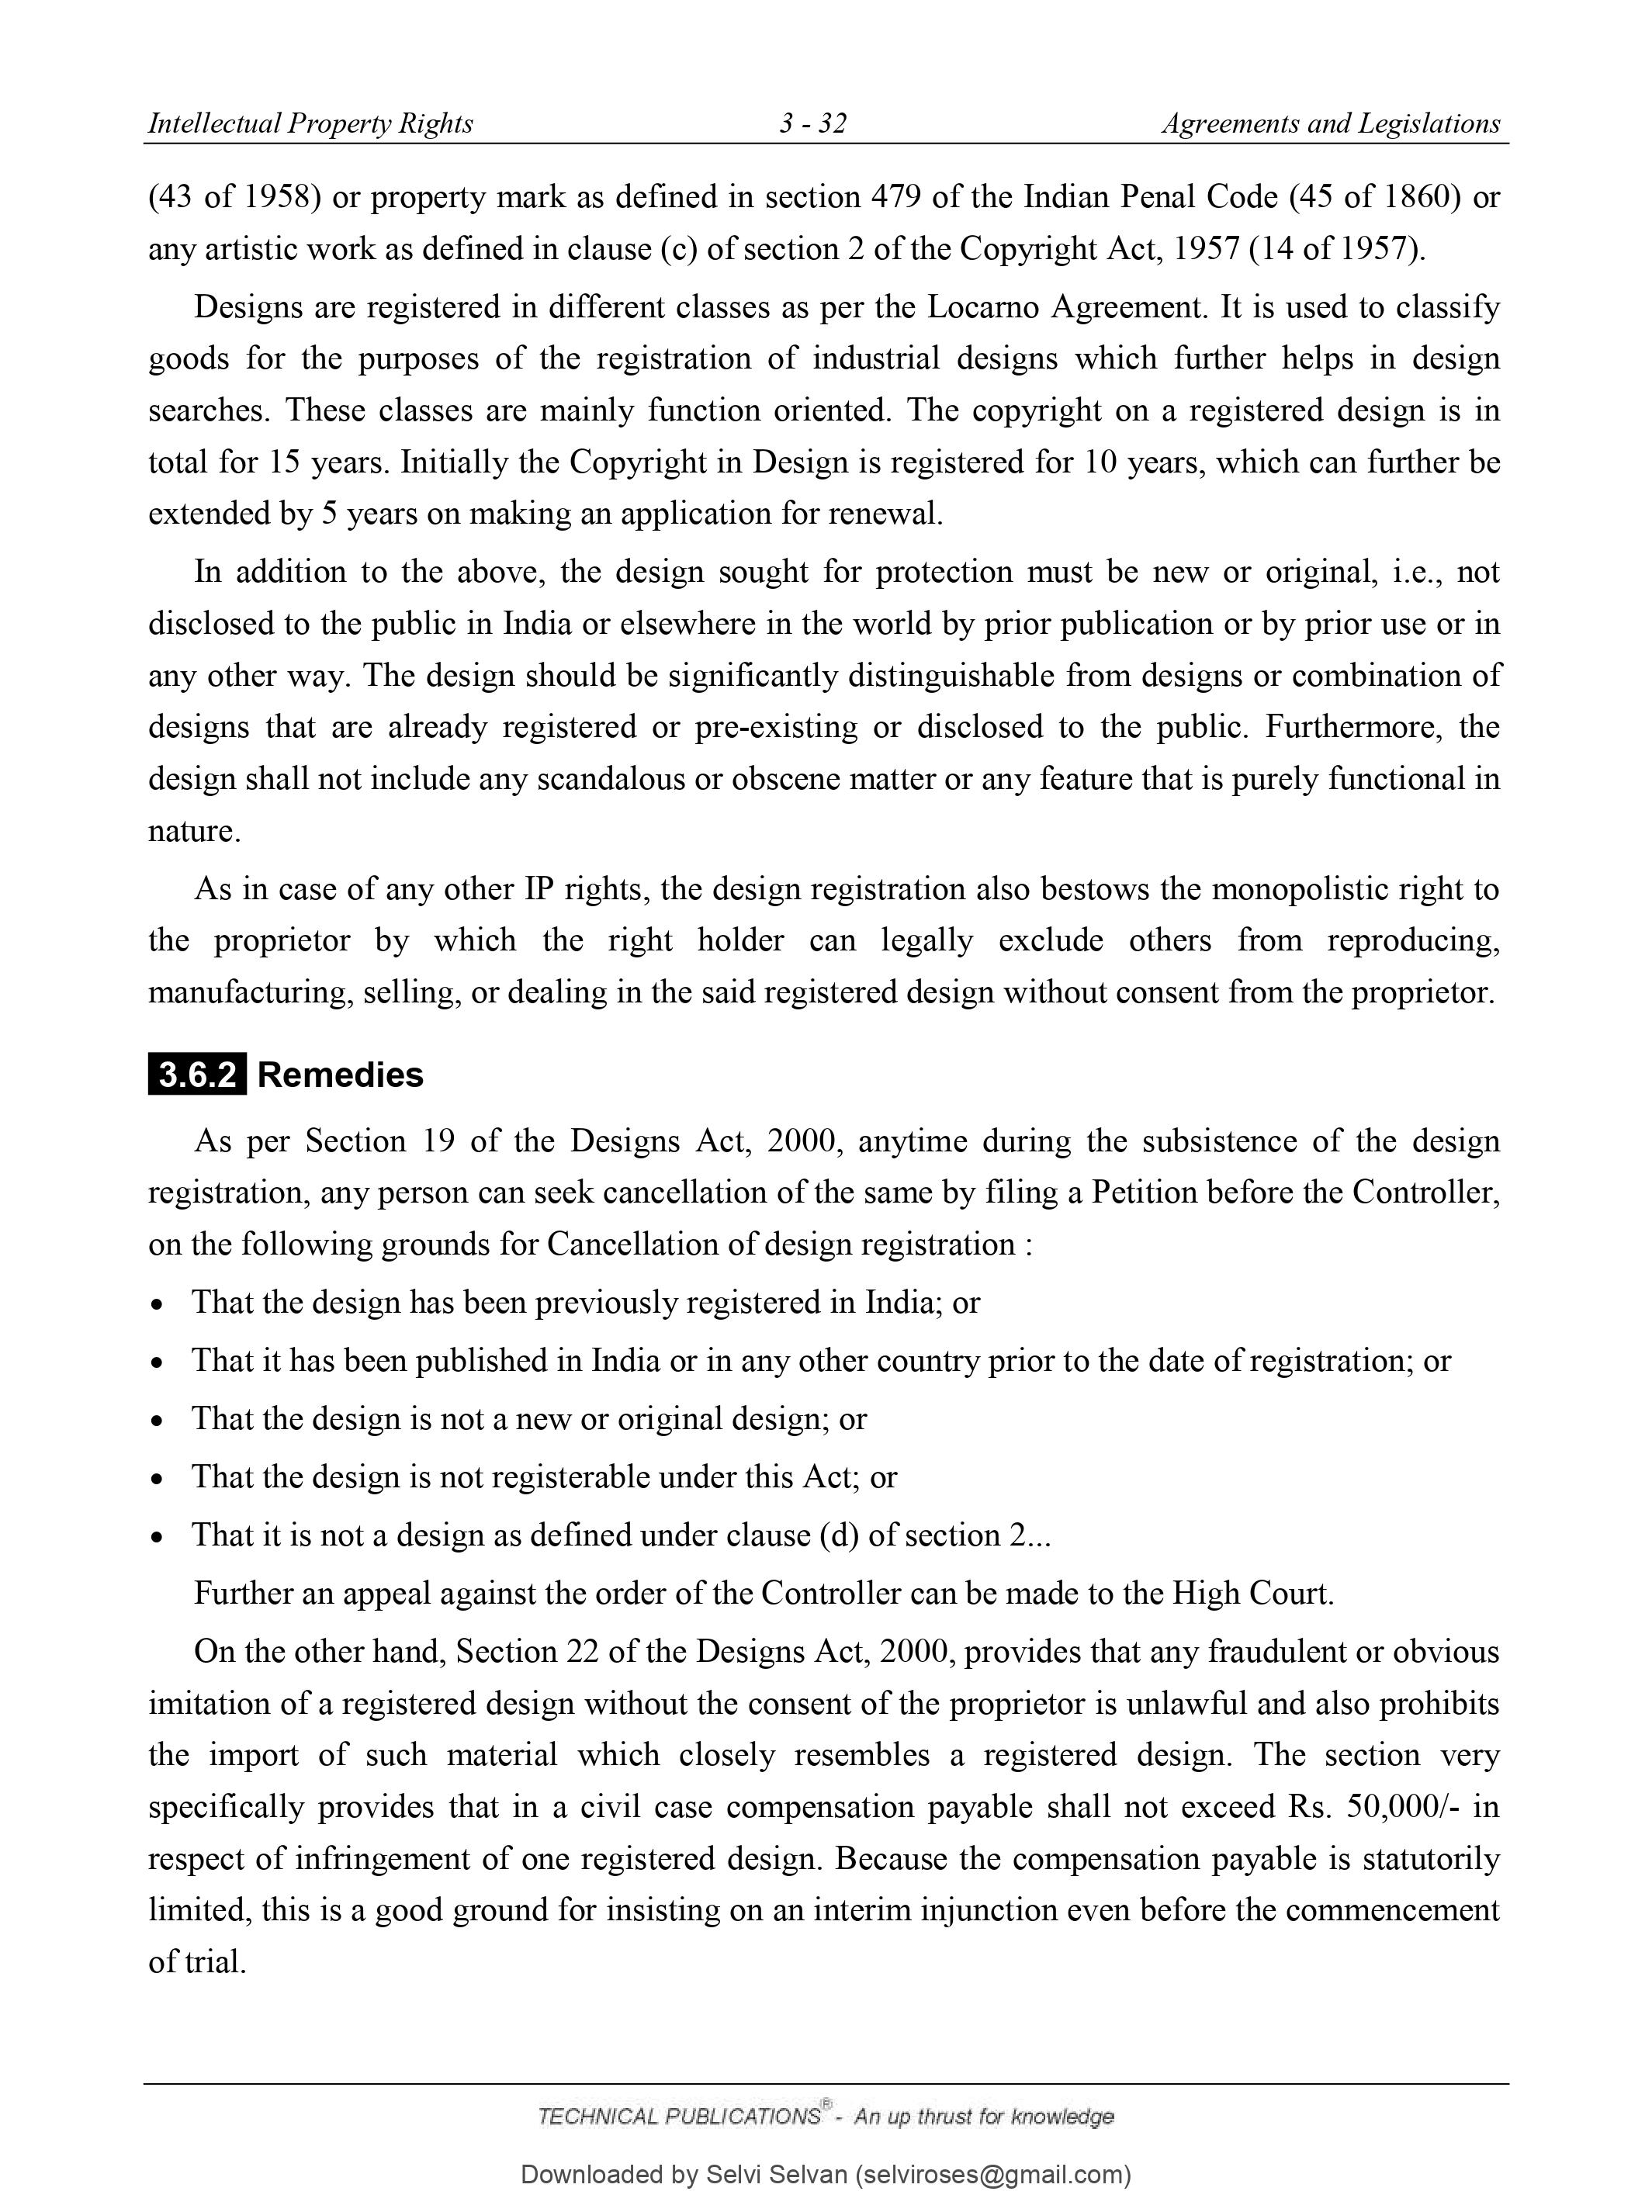 Intellectual Property Rights 3 - 32 Agreements and Legislations
(43 of 1958) or property mark as defined in section 479 of the Indian Penal Code (45 of 1860) or
any artistic work as defined in clause (c) of section 2 of the Copyright Act, 1957 (14 of 1957).
Designs are registered in different classes as per the Locarno Agreement. It is used to classify
goods for the purposes of the registration of industrial designs which further helps in design
searches. These classes are mainly function oriented. The copyright on a registered design is in
total for 15 years. Initially the Copyright in Design is registered for 10 years, which can further be
extended by 5 years on making an application for renewal.
In addition to the above, the design sought for protection must be new or original, i.e., not
disclosed to the public in India or elsewhere in the world by prior publication or by prior use or in
any other way. The design should be significantly distinguishable from designs or combination of
designs that are already registered or pre-existing or disclosed to the public. Furthermore, the
design shall not include any scandalous or obscene matter or any feature that is purely functional in
nature.
As in case of any other IP rights, the design registration also bestows the monopolistic right to
the proprietor by which the right holder can legally exclude others from reproducing,
manufacturing, selling, or dealing in the said registered design without consent from the proprietor.
3.6.2 Remedies
As per Section 19 of the Designs Act, 2000, anytime during the subsistence of the design
registration, any person can seek cancellation of the same by filing a Petition before the Controller,
on the following grounds for Cancellation of design registration :
• That the design has been previously registered in India; or
• That it has been published in India or in any other country prior to the date of registration; or
• That the design is not a new or original design; or
• That the design is not registerable under this Act; or
• That it is not a design as defined under clause (d) of section 2...
Further an appeal against the order of the Controller can be made to the High Court.
On the other hand, Section 22 of the Designs Act, 2000, provides that any fraudulent or obvious
imitation of a registered design without the consent of the proprietor is unlawful and also prohibits
the import of such material which closely resembles a registered design. The section very
specifically provides that in a civil case compensation payable shall not exceed Rs. 50,000/- in
respect of infringement of one registered design. Because the compensation payable is statutorily
limited, this is a good ground for insisting on an interim injunction even before the commencement
of trial.
TECHNICAL PUBLICATIONS® - An up thrust for knowledge
Downloaded by Selvi Selvan (selviroses@gmail.com)